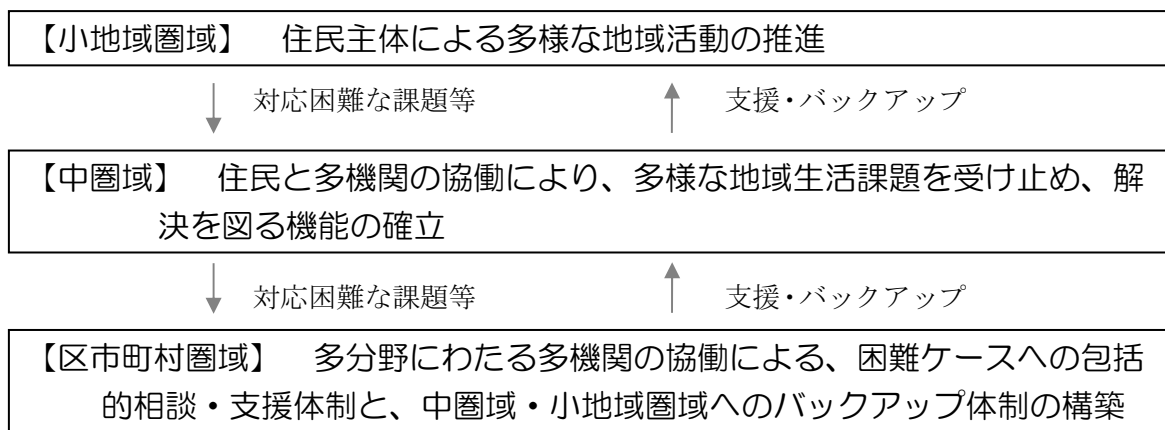 【小地域圏域】　住民主体による多様な地域活動の推進
対応困難な課題等　支援・バックアップ
【中圏域】　住民と多機関の協働により、多様な地域生活課題を受け止め、解
決を図る機能の確立
対応困難な課題等　支援・バックアップ
【区市町村圏域】　多分野にわたる多機関の協働による、困難ケースへの包括
的相談・支援体制と、中圏域・小地域圏域へのバックアップ体制の構築